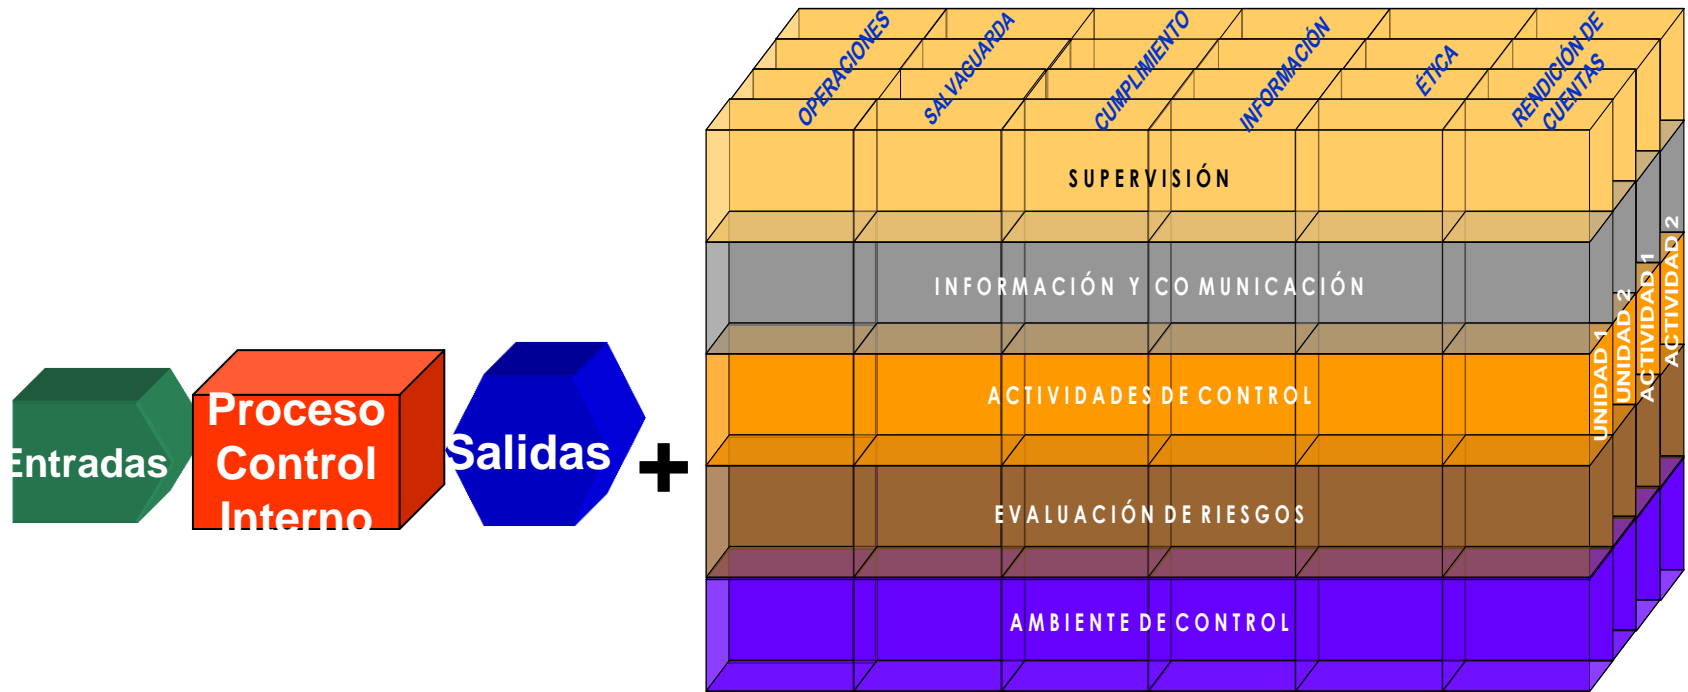 Entradas
Proceso
Control
Interno
Salidas
+
OPERACIONES
SALVAGUARDA
CUMPLIMIENTO
INFORMACIÓN
ÉTICA
RENDICIÓN DE
CUENTAS
SUPERVISIÓN
INFORMACIÓN Y COMUNICACIÓN
ACTIVIDADES DE CONTROL
EVALUACIÓN DE RIESGOS
AMBIENTE DE CONTROL
UNIDAD 1
UNIDAD 2
ACTIVIDAD 1
ACTIVIDAD 2